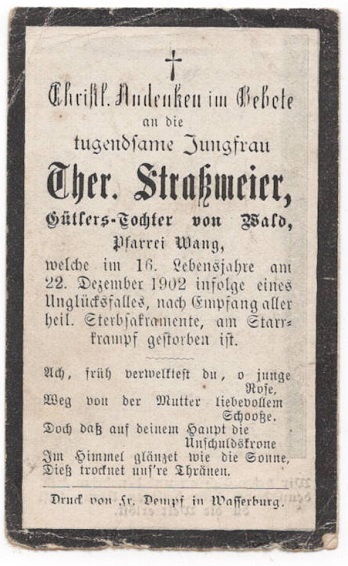 Christl. Andenken im Gebete
an die
tugendsame Jungfrau
Ther. Straßmeier,
Gütlers-Tochter von Wald,
Pfarrei Wang,
welche im 16. Lebensjahre am
22. Dezember 1902 infolge eines
Unglücksfalles, nach Empfang aller
heil. Sterbsakramente, am Starr-
krampf gestorben ist.
Ach, früh verwelktest du, o junge
Rose,
Weg von der Mutter liebevollem
Schooße.
Doch daß auf deinem Haupt die
Unschuldskrone
Im Himmel glänzet wie die Sonne,
Dieß trocknet uns're Thränen.
Druck von Fr. Dempf in Wasserburg.